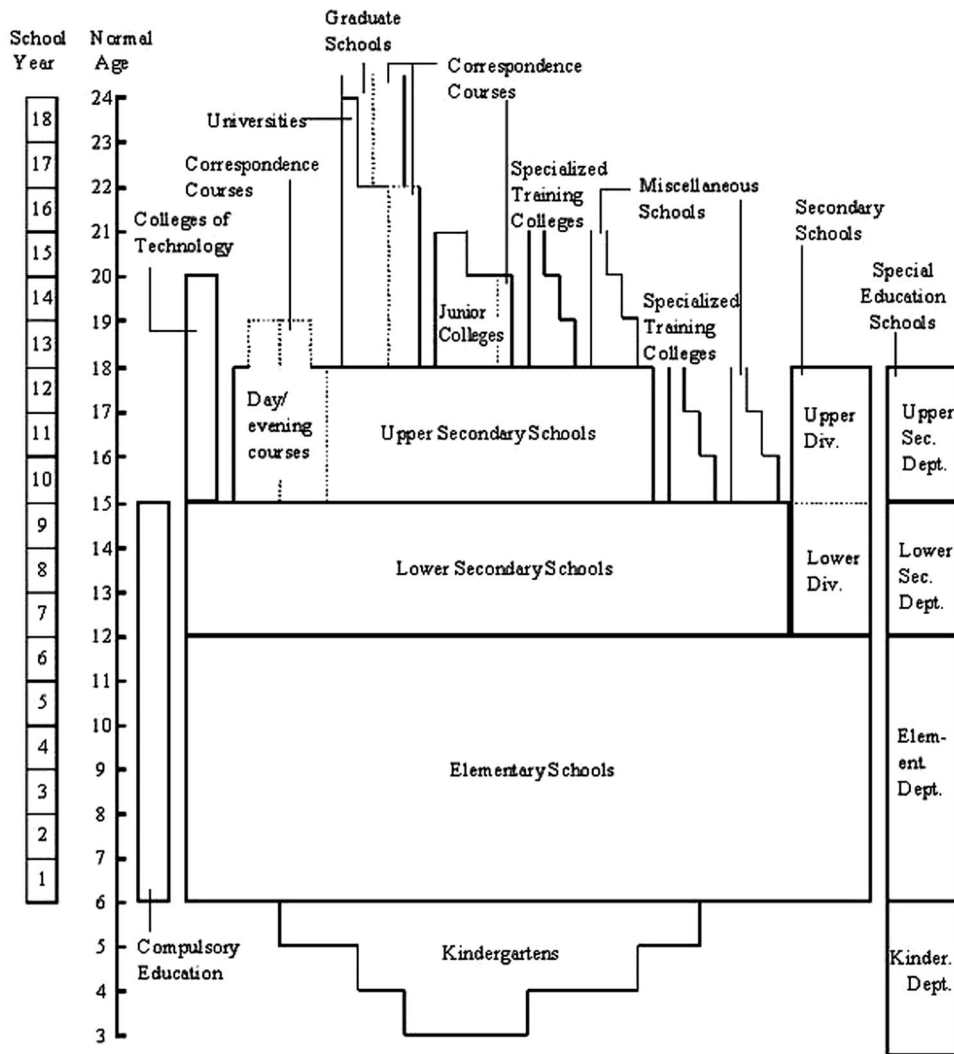 School
Year
Normal
Age
Graduate
Schools
Correspondence
Courses
Universities
Correspondence
Courses
Colleges of
Technology
Specialized
Training
Colleges
Miscellaneous
Schools
Secondary
Schools
Special
Education
Schools
Specialized
Training
Colleges
Junior
Colleges
Day/
evening
courses
Upper Secondary Schools
Upper
Div.
Upper
Sec.
Dept.
Lower Secondary Schools
Lower
Div.
Lower
Sec.
Dept.
Elementary Schools
Elem-
ent.
Dept.
Compulsory
Education
Kindergartens
Kinder.
Dept.
18
17
16
15
14
13
12
11
10
9
8
7
6
5
4
3
2
1
24
23
22
21
20
19
18
17
16
15
14
13
12
11
10
9
8
7
6
5
4
3